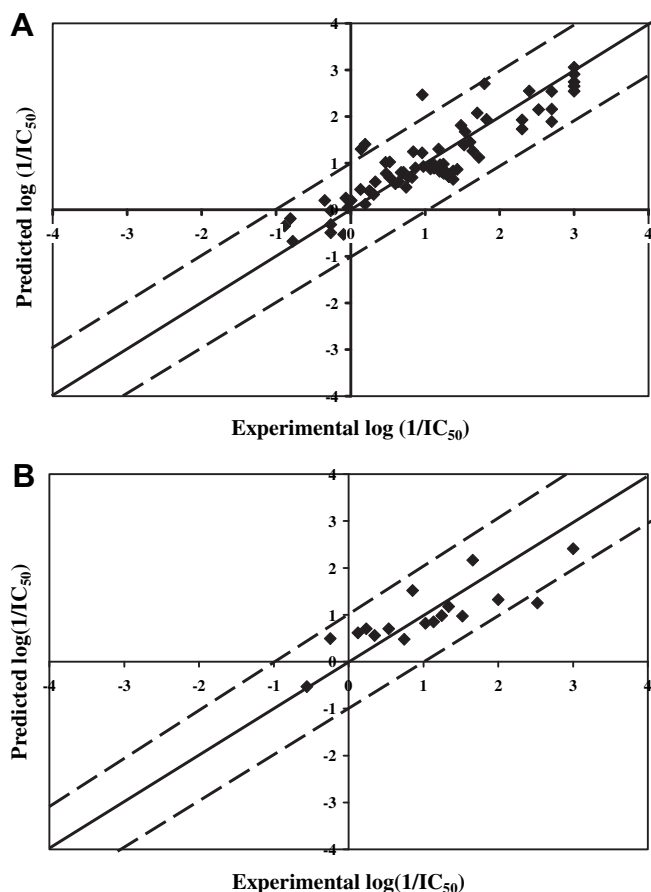 A
4
3
2
1
0
-4 -3 -2 -1 0 1 2 3 4
-1
-2
-3
-4
Predicted log (1/IC50)
Experimental log (1/IC50)
B
4
3
2
1
0
-4 -3 -2 -1 0 1 2 3 4
-1
-2
-3
-4
Predicted log(1/IC50)
Experimental log(1/IC50)